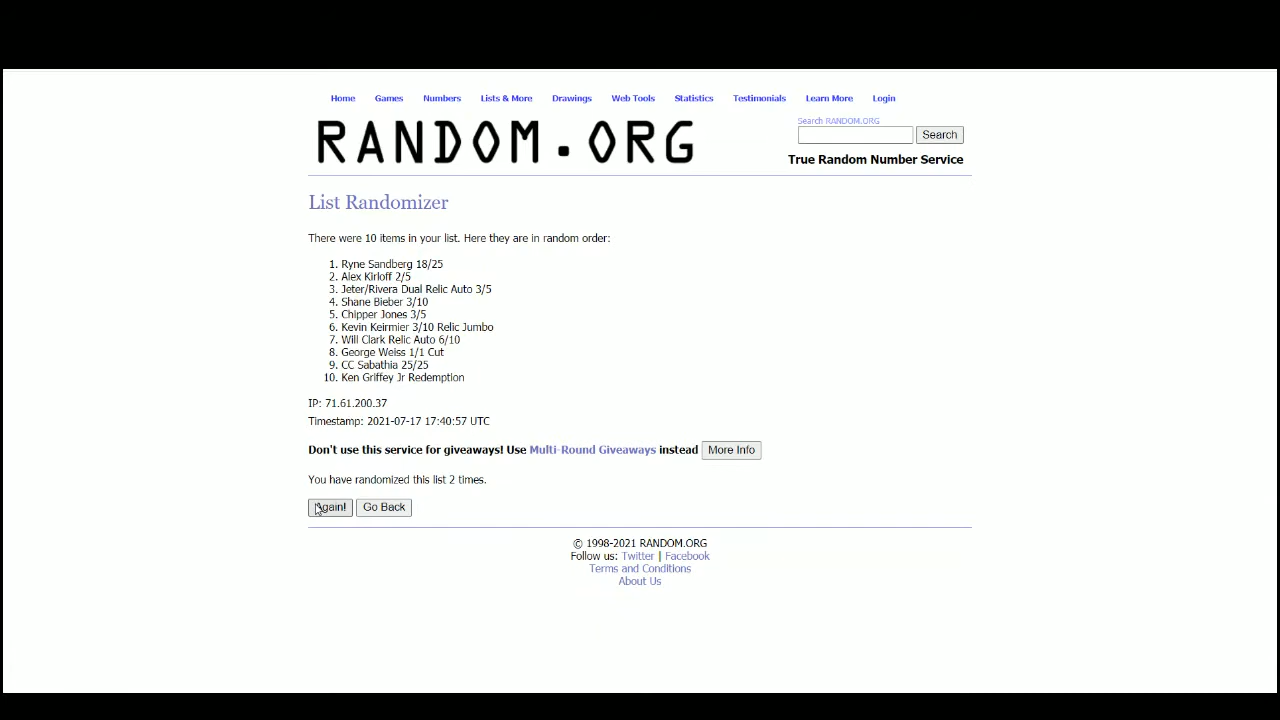 Home Games Numbers Lists & More Drawings Web Tools Statistics Testimonials Learn More Login
RANDOM.ORG
Search RANDOM.ORG
Search
True Random Number Service
List Randomizer
There were 10 items in your list. Here they are in random order:
1. Ryne Sandberg 18/25
2. Alex Kirloff 2/5
3. Jeter/Rivera Dual Relic Auto 3/5
4. Shane Bieber 3/10
5. Chipper Jones 3/5
6. Kevin Keirmier 3/10 Relic Jumbo
7. Will Clark Relic Auto 6/10
8. George Weiss 1/1 Cut
9. CC Sabathia 25/25
10. Ken Griffey Jr Redemption
IP: 71.61.200.37
Timestamp: 2021-07-17 17:40:57 UTC
Don't use this service for giveaways! Use Multi-Round Giveaways instead More Info
You have randomized this list 2 times.
Again! Go Back
© 1998-2021 RANDOM.ORG
Follow us: Twitter | Facebook
Terms and Conditions
About Us